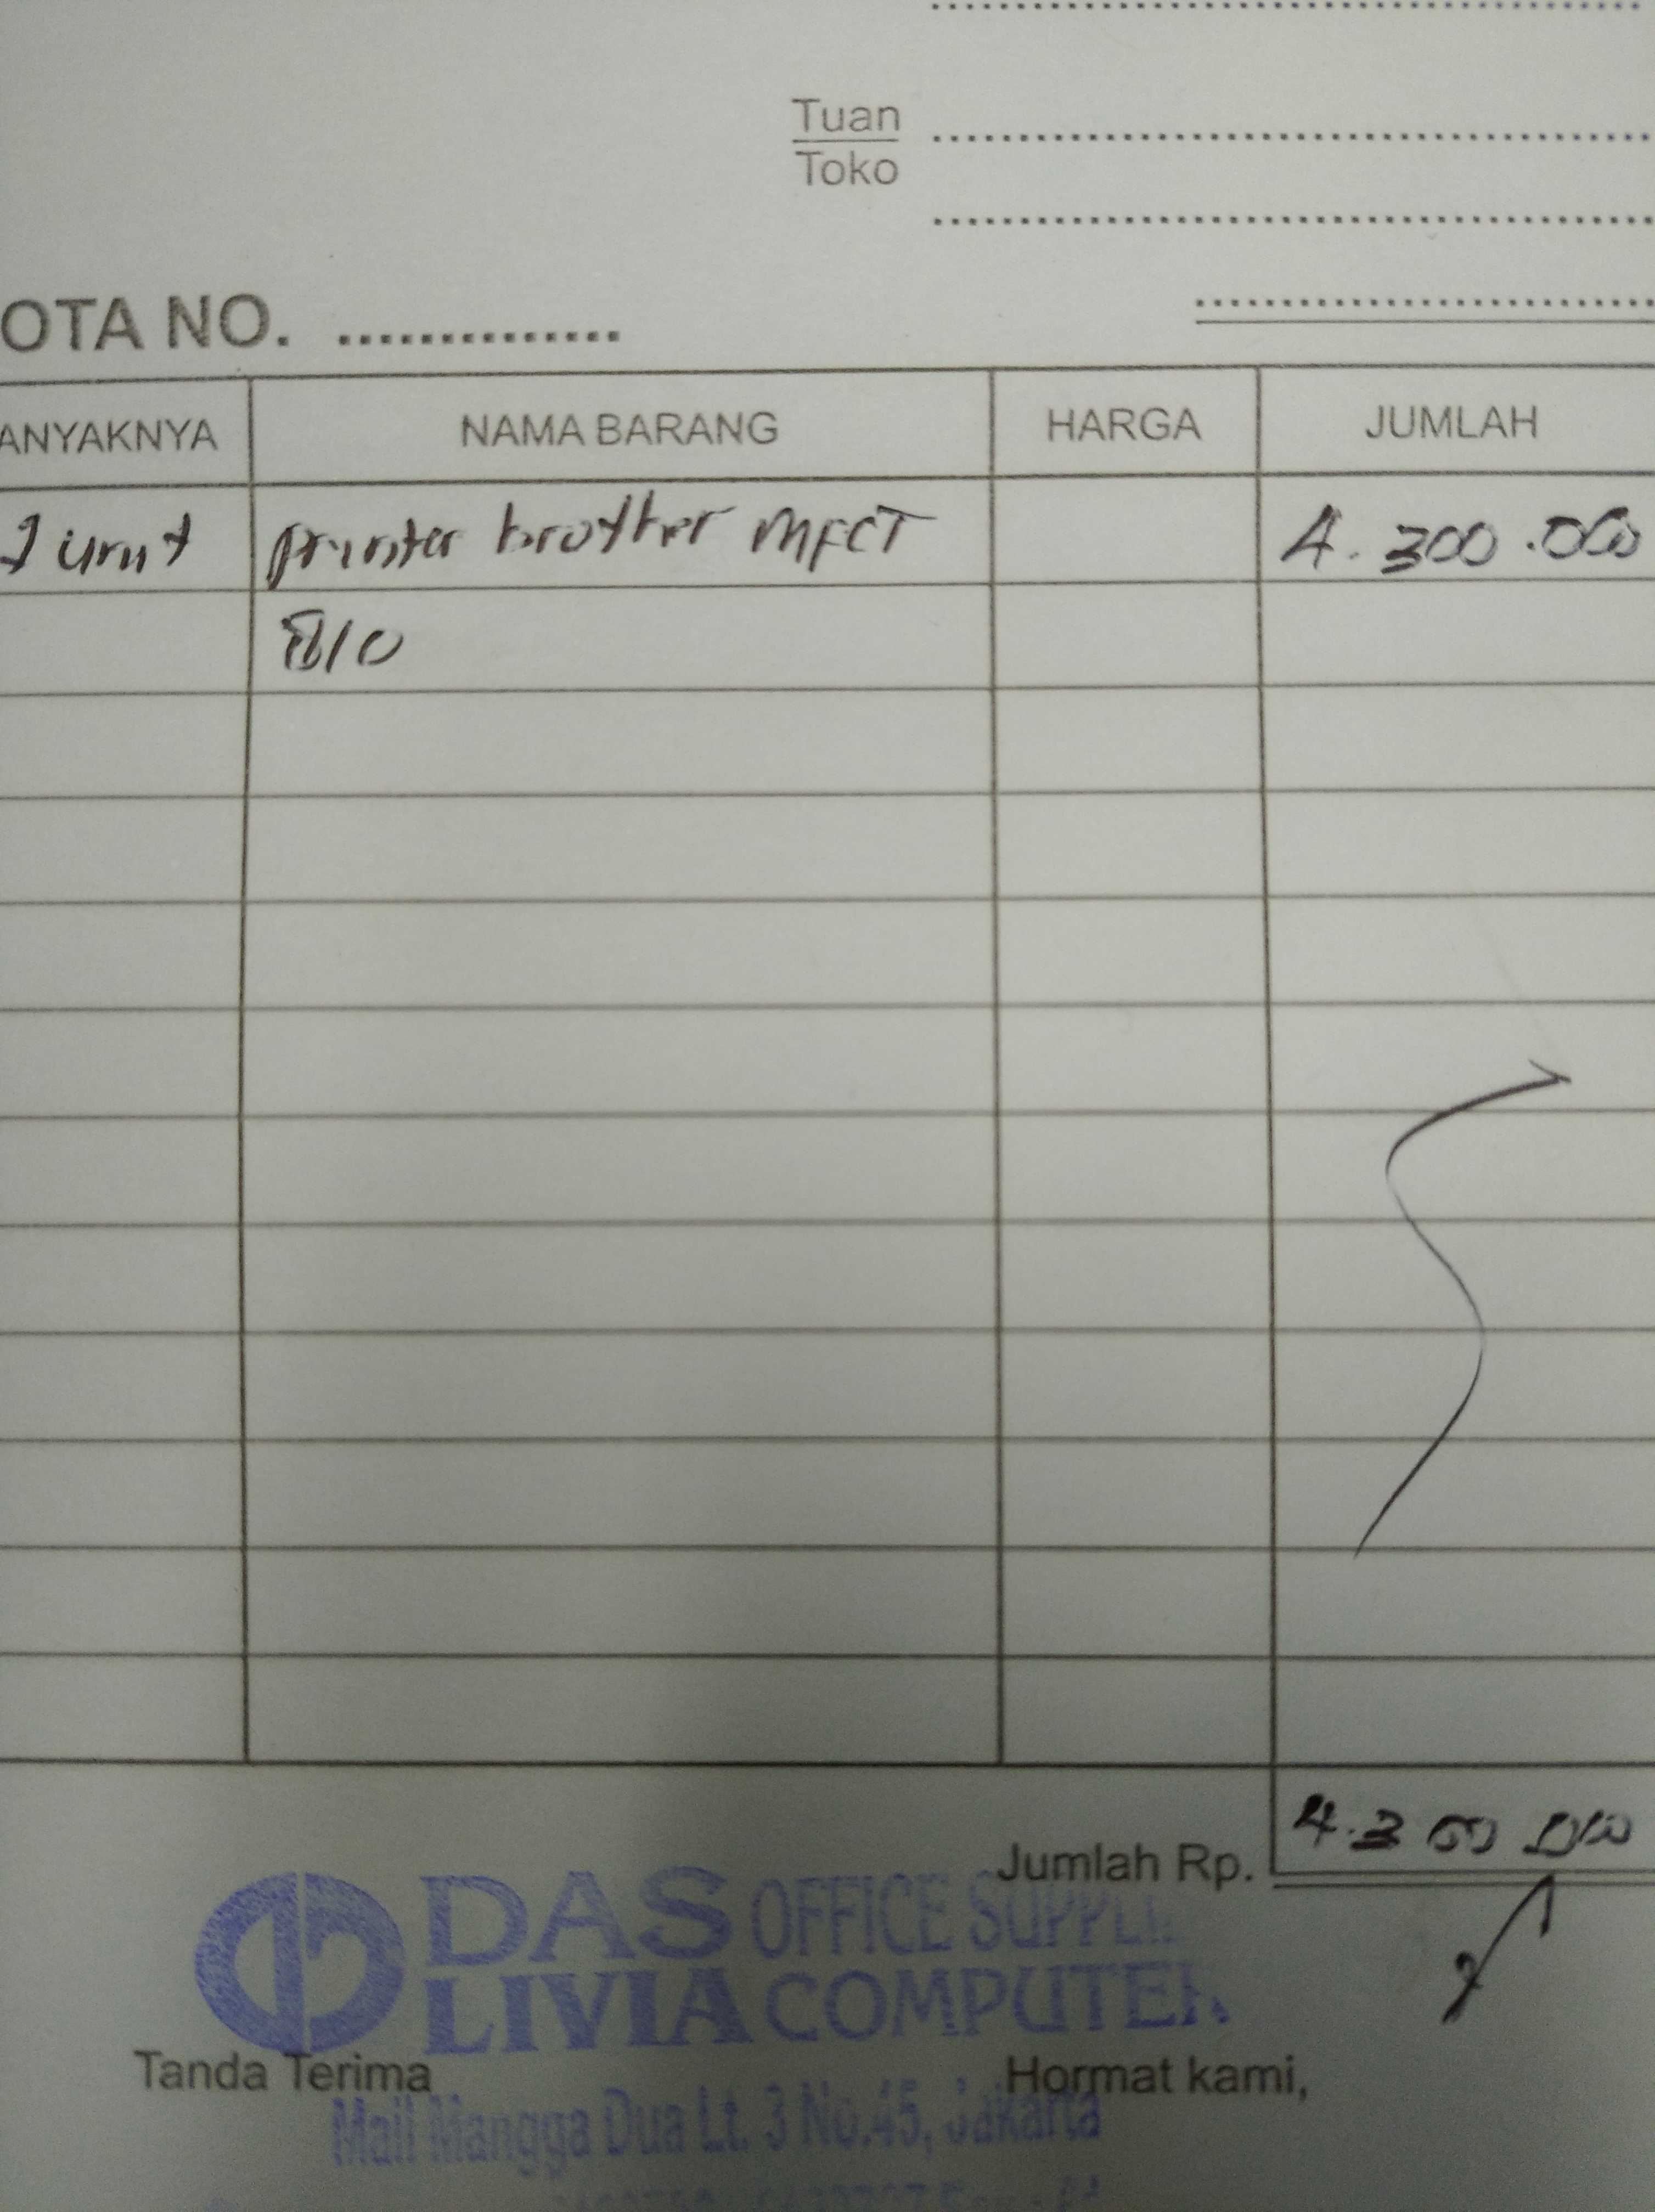 Tuan
Toko
OTA NO. ..............
ANYAKNYA NAMA BARANG HARGA JUMLAH
1 unit printer brother MFCT 4.300.000
810
Jumlah Rp. 4.300.000
DAS OFFICE SUPPLI
LIVIA COMPUTER
Tanda Terima Hormat kami,
Mall Mangga Dua Lt. 3 No.45, Jakarta